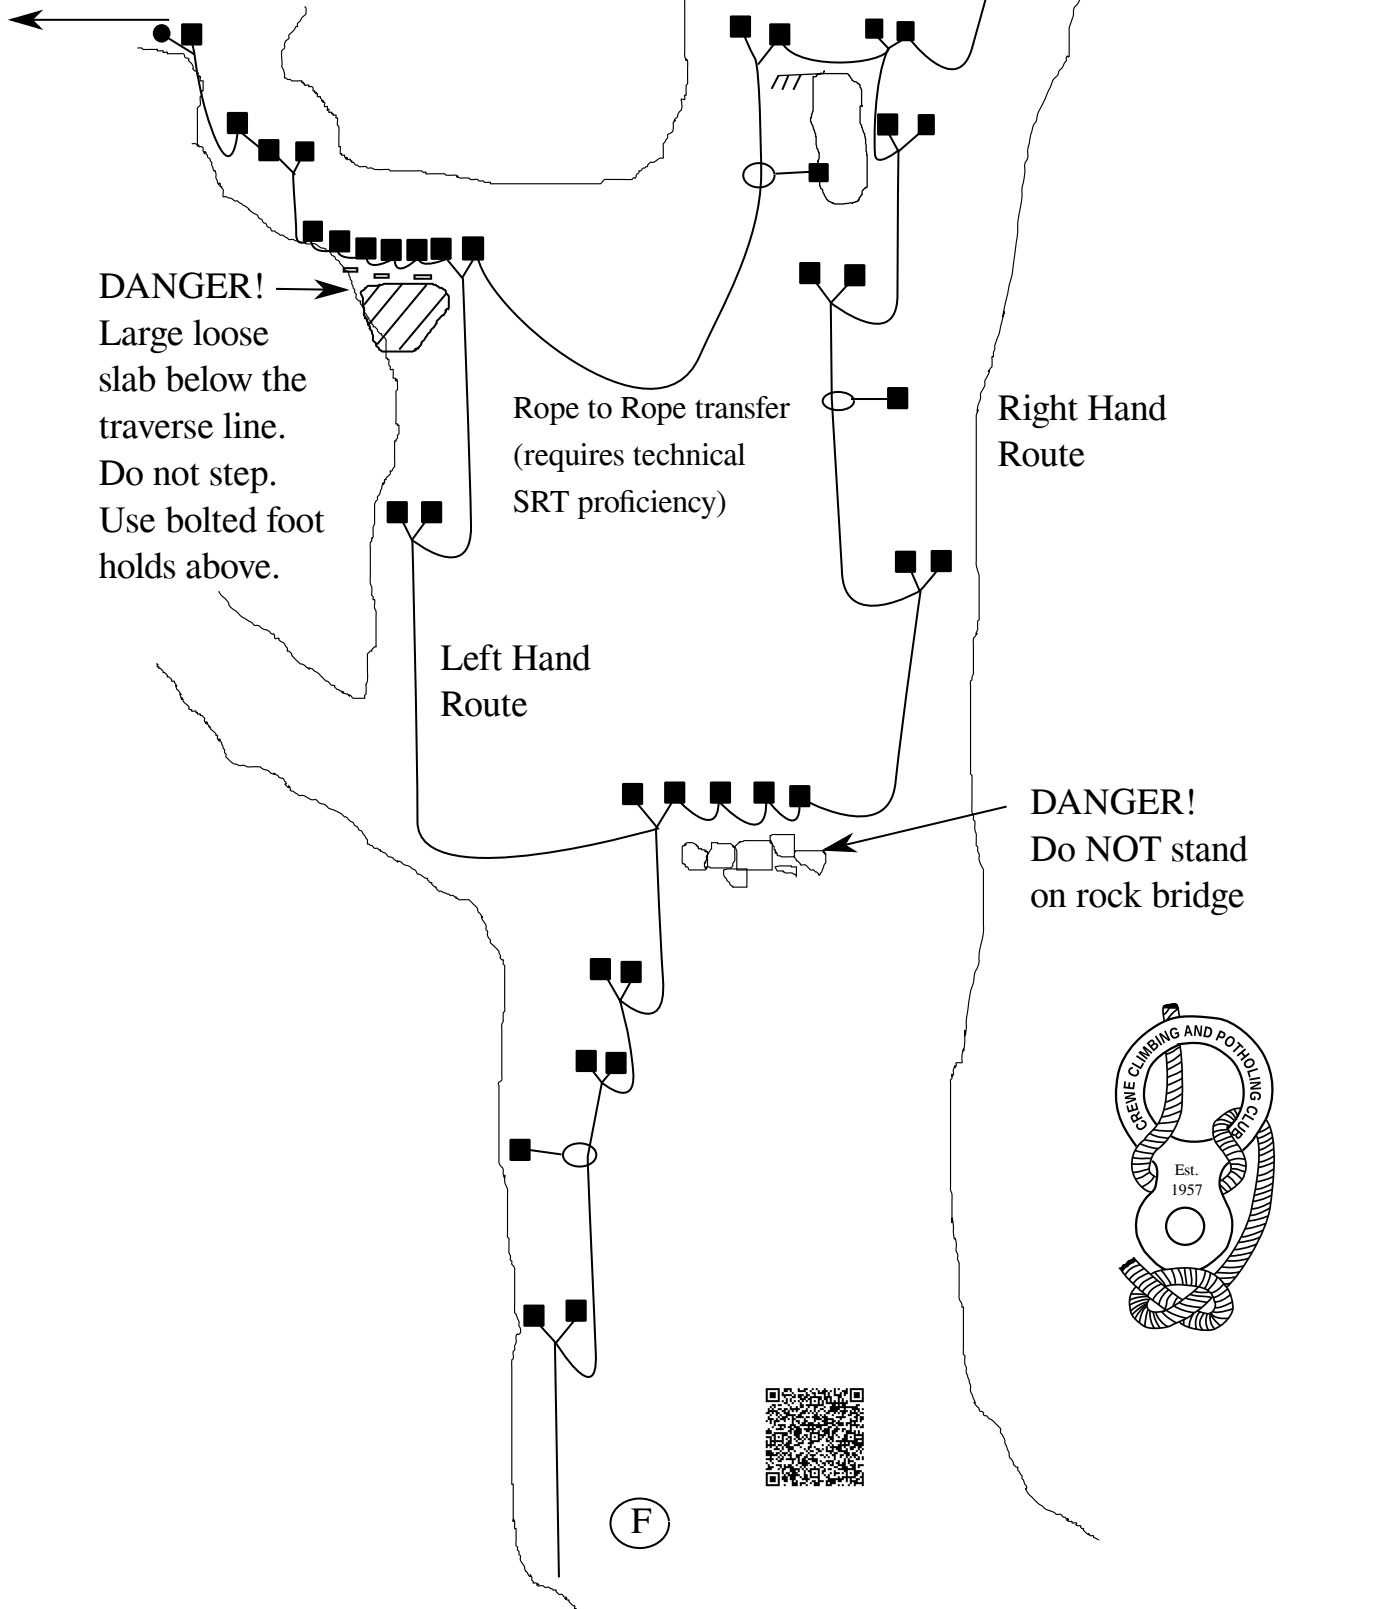 DANGER!
Large loose
slab below the
traverse line.
Do not step.
Use bolted foot
holds above.
Rope to Rope transfer
(requires technical
SRT proficiency)
Right Hand
Route
Left Hand
Route
DANGER!
Do NOT stand
on rock bridge
CREWE CLIMBING AND POTHOLING CLUB
Est.
1957
F